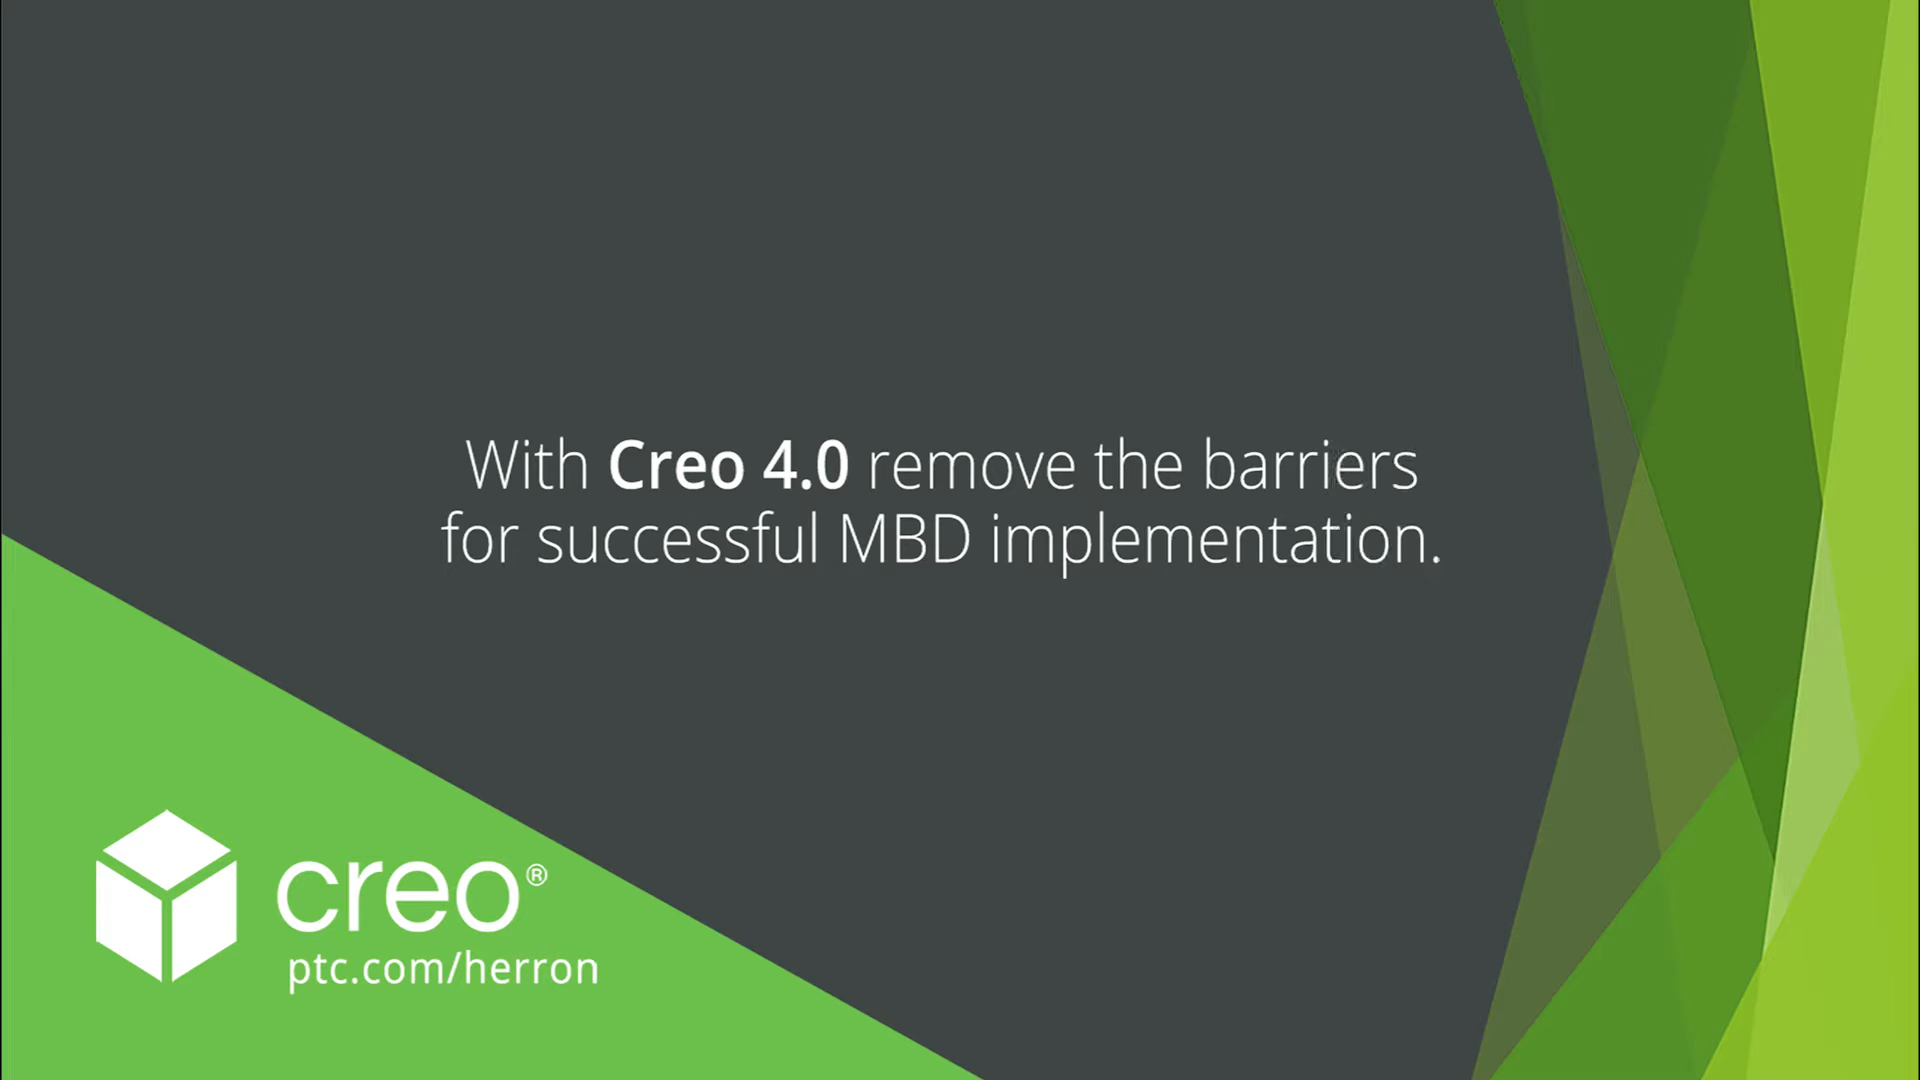 With Creo 4.0 remove the barriers
for successful MBD implementation.
creo®
ptc.com/herron